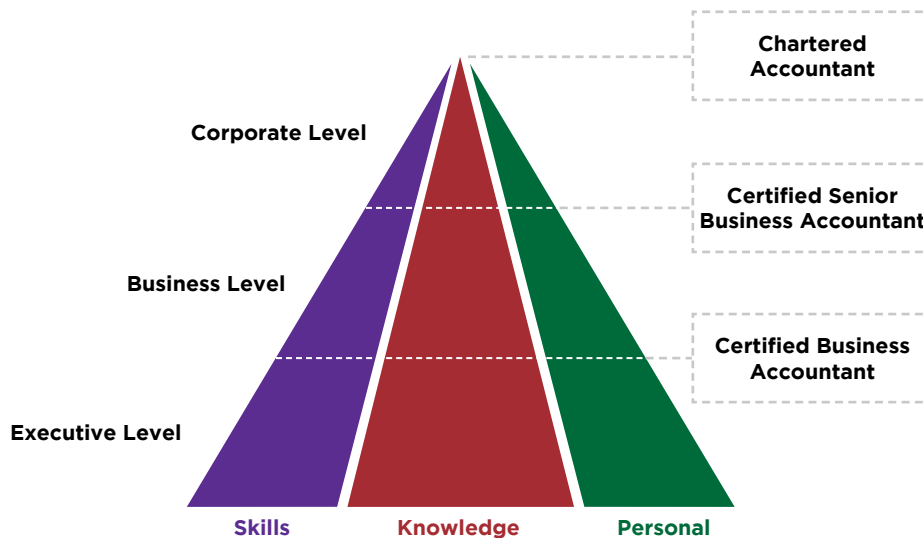 Chartered
Accountant
Corporate Level
Certified Senior
Business Accountant
Business Level
Certified Business
Accountant
Executive Level
Skills
Knowledge
Personal